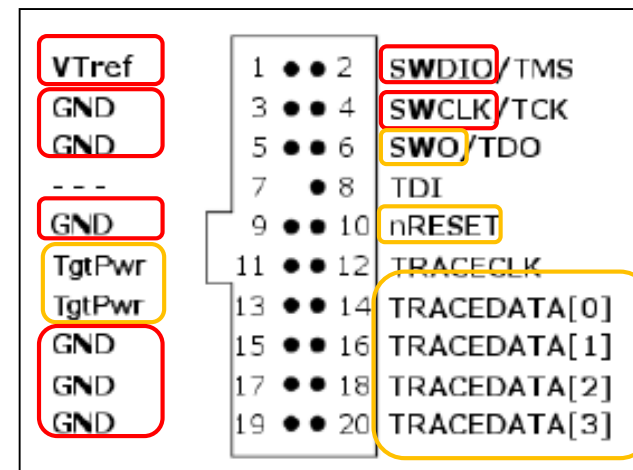 VTref 1 2 SWDIO/TMS
GND 3 4 SWCLK/TCK
GND 5 6 SWO/TDO
--- 7 8 TDI
GND 9 10 nRESET
TgtPwr 11 12 TRACECLK
TgtPwr 13 14 TRACEDATA[0]
GND 15 16 TRACEDATA[1]
GND 17 18 TRACEDATA[2]
GND 19 20 TRACEDATA[3]